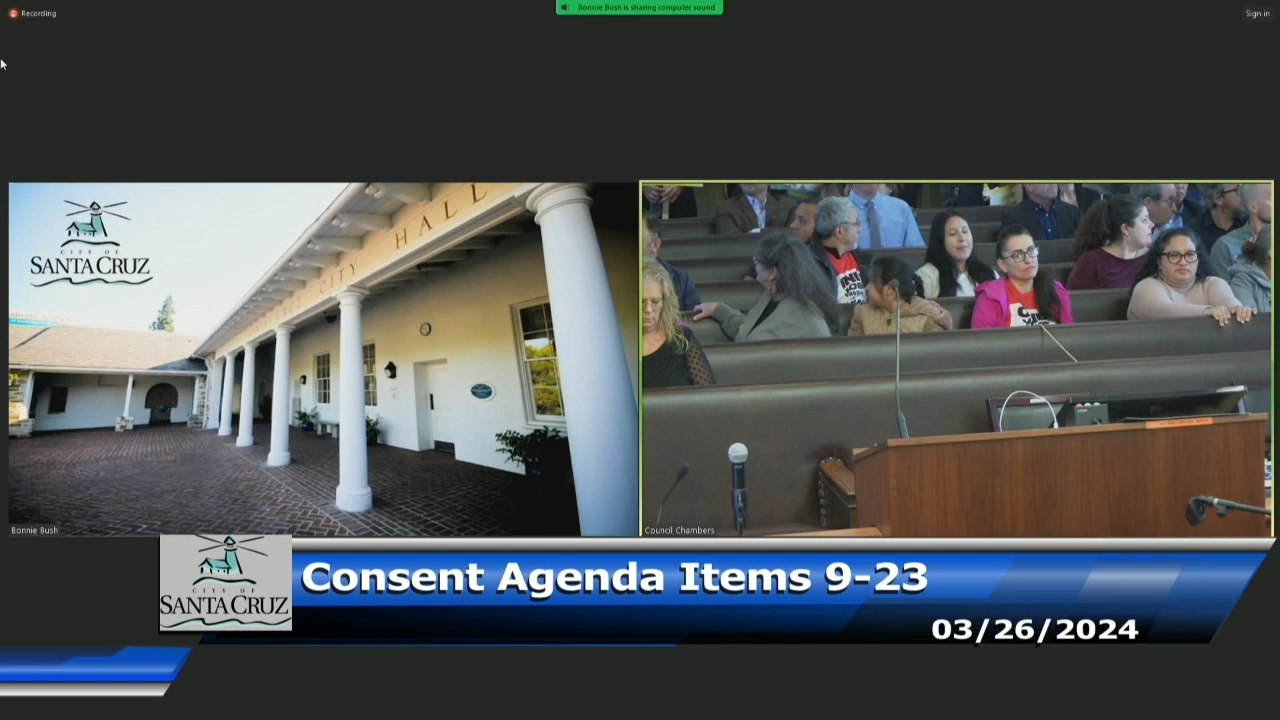 Recording
Bonnie Bush is sharing computer sound
Sign in
CITY HALL
CITY OF
SANTA CRUZ
Bonnie Bush
Council Chambers
CITY OF
SANTA CRUZ
Consent Agenda Items 9-23
03/26/2024